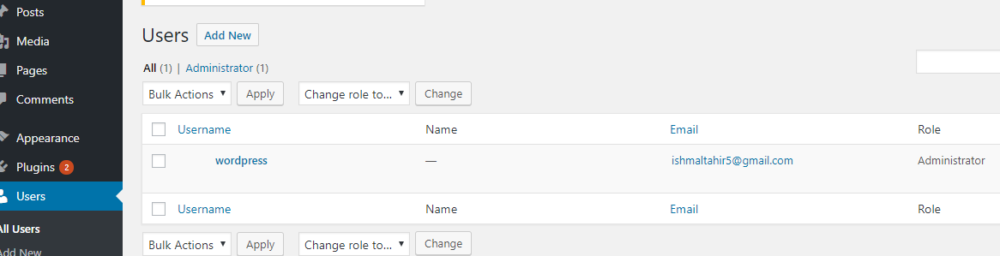 Posts
Media
Pages
Comments
Appearance
Plugins 2
Users
All Users
Add New
Users Add New
All (1) | Administrator (1)
Bulk Actions Apply Change role to... Change
Username Name Email Role
wordpress — ishmaltahir5@gmail.com Administrator
Username Name Email Role
Bulk Actions Apply Change role to... Change